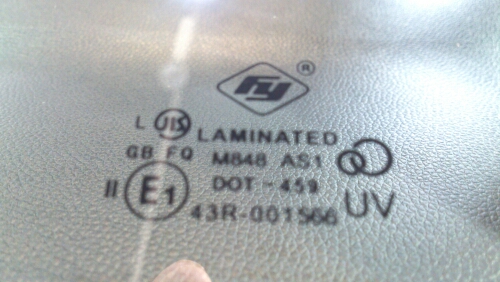 FY ®
L JIS LAMINATED
GB FQ M848 AS1
II E1 DOT-459
43R-001566 UV